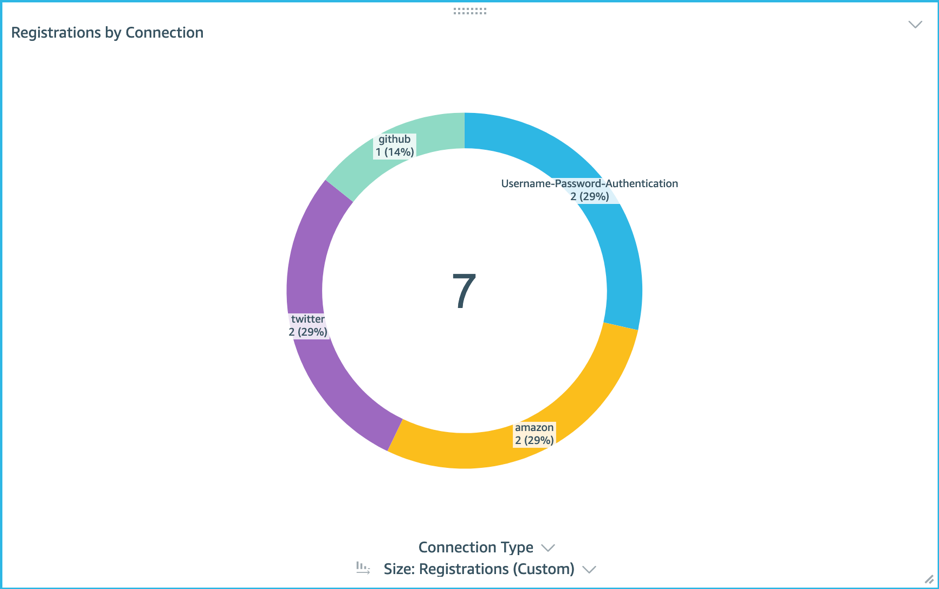 Registrations by Connection
github
1 (14%)
Username-Password-Authentication
2 (29%)
7
twitter
2 (29%)
amazon
2 (29%)
Connection Type
Size: Registrations (Custom)